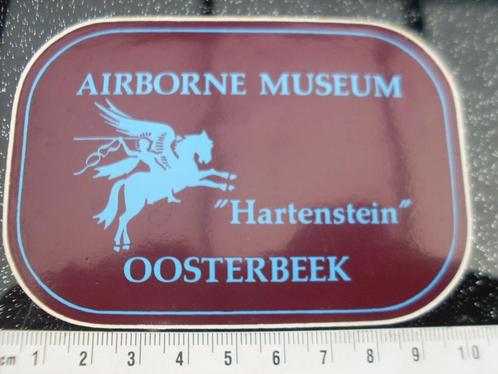 AIRBORNE MUSEUM
"Hartenstein"
OOSTERBEEK
cm 1 2 3 4 5 6 7 8 9 10